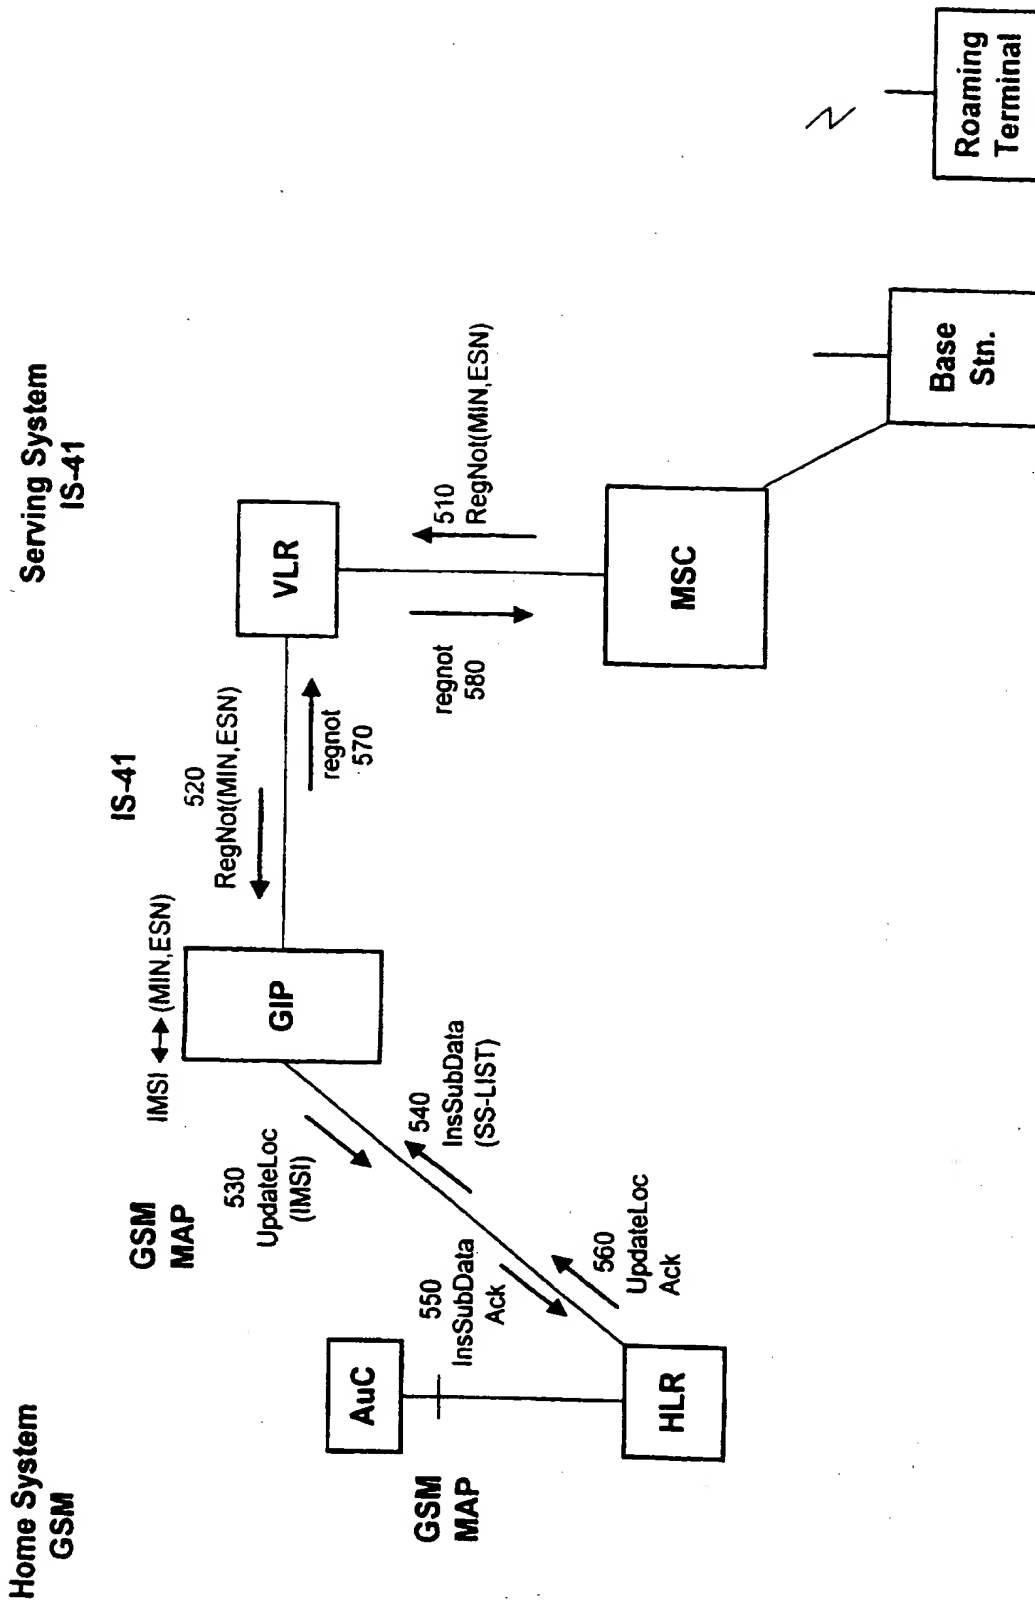 Home System
GSM
Serving System
IS-41
GSM
MAP
IS-41
IMSI (MIN,ESN)
GIP
VLR
520
RegNot(MIN,ESN)
regnot
570
530
UpdateLoc
(IMSI)
540
InsSubData
(SS-LIST)
AuC
GSM
MAP
550
InsSubData
Ack
560
UpdateLoc
Ack
HLR
510
RegNot(MIN,ESN)
regnot
580
MSC
Base
Stn.
Roaming
Terminal